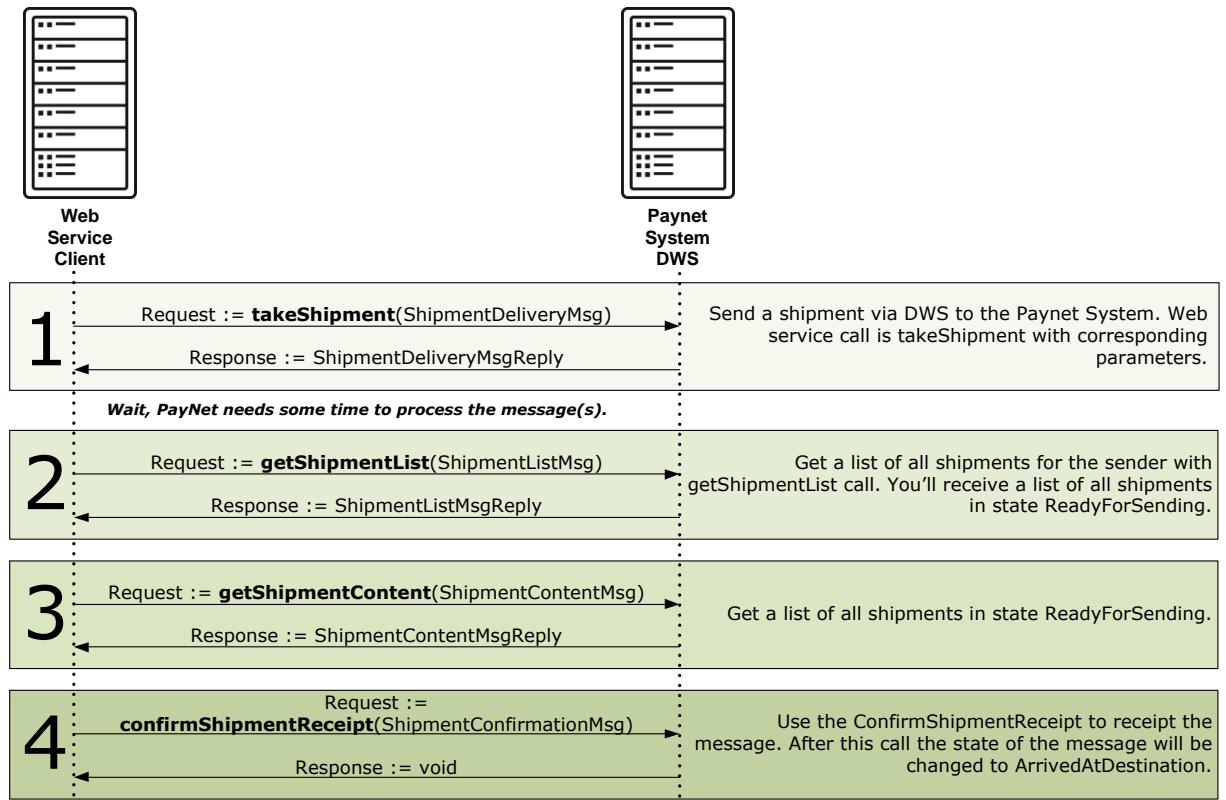 Web
Service
Client
Paynet
System
DWS
1
Request := takeShipment(ShipmentDeliveryMsg)
Response := ShipmentDeliveryMsgReply
Send a shipment via DWS to the Paynet System. Web
service call is takeShipment with corresponding
parameters.
Wait, PayNet needs some time to process the message(s).
2
Request := getShipmentList(ShipmentListMsg)
Response := ShipmentListMsgReply
Get a list of all shipments for the sender with
getShipmentList call. You’ll receive a list of all shipments
in state ReadyForSending.
3
Request := getShipmentContent(ShipmentContentMsg)
Response := ShipmentContentMsgReply
Get a list of all shipments in state ReadyForSending.
4
Request :=
confirmShipmentReceipt(ShipmentConfirmationMsg)
Response := void
Use the ConfirmShipmentReceipt to receipt the
message. After this call the state of the message will be
changed to ArrivedAtDestination.